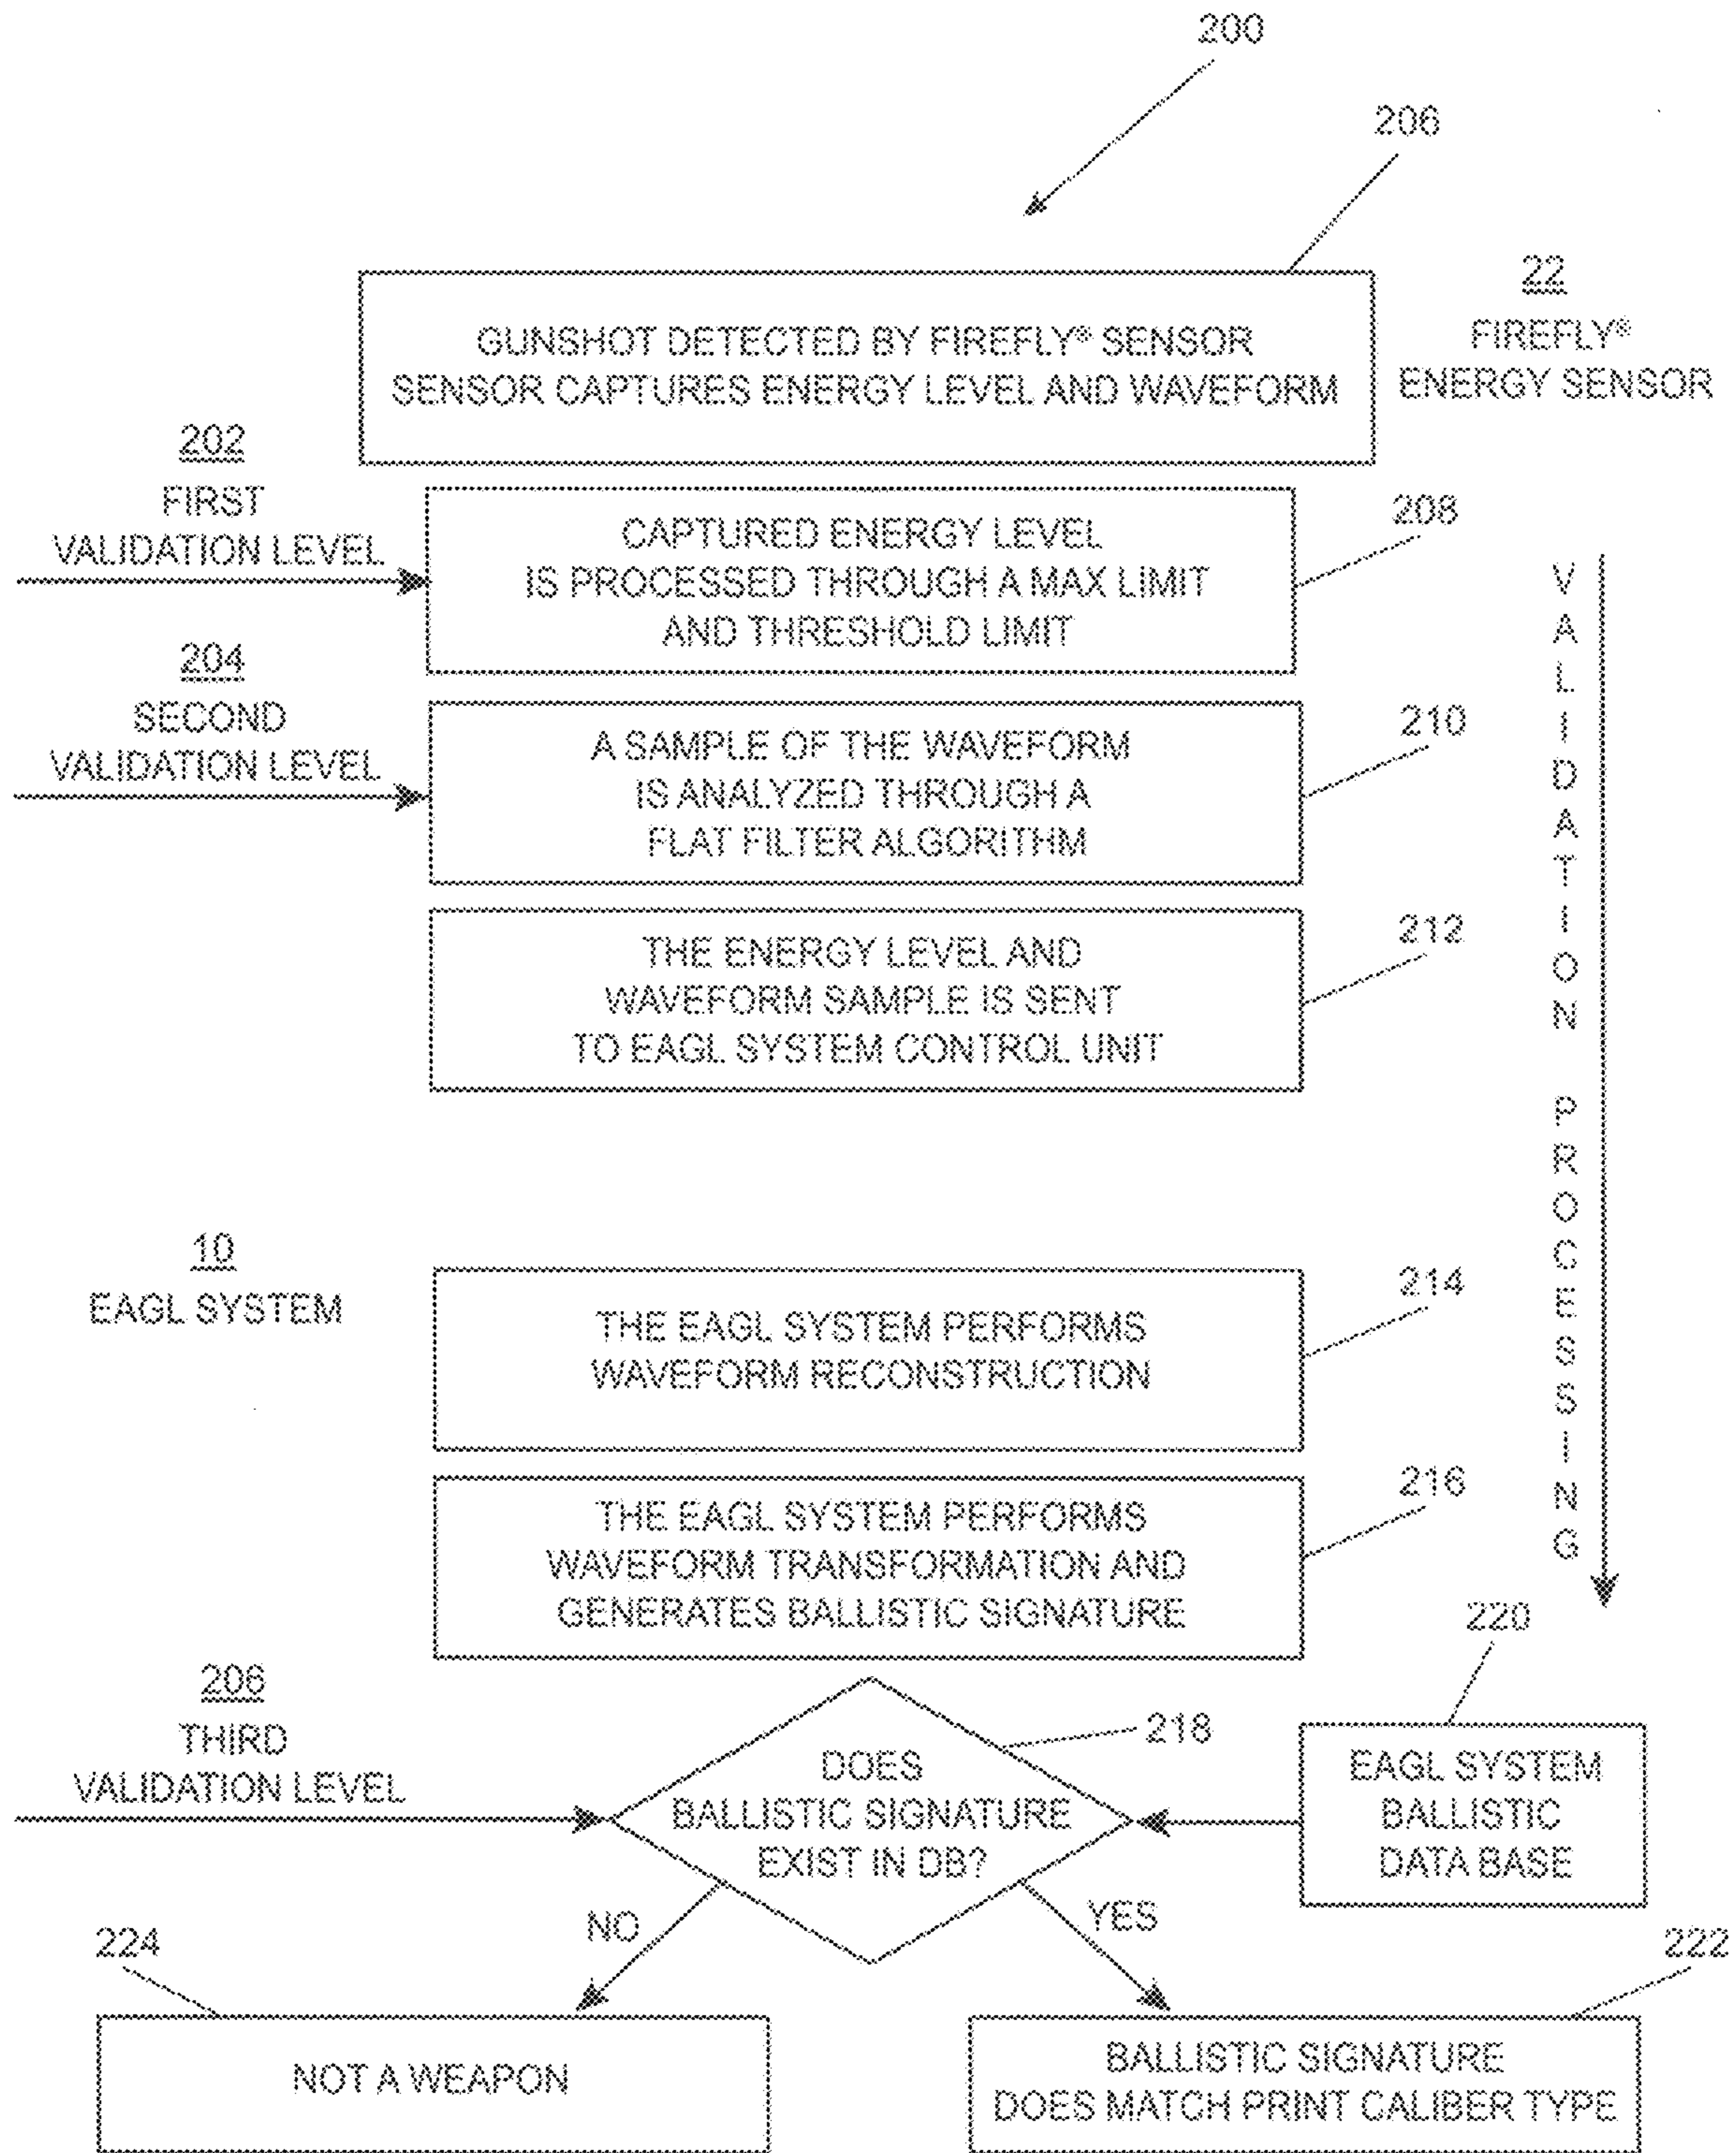 200
206
GUNSHOT DETECTED BY FIREFLY® SENSOR
SENSOR CAPTURES ENERGY LEVEL AND WAVEFORM
22
FIREFLY®
ENERGY SENSOR
202
FIRST
VALIDATION LEVEL
CAPTURED ENERGY LEVEL
IS PROCESSED THROUGH A MAX LIMIT
AND THRESHOLD LIMIT
208
204
SECOND
VALIDATION LEVEL
A SAMPLE OF THE WAVEFORM
IS ANALYZED THROUGH A
FLAT FILTER ALGORITHM
210
THE ENERGY LEVEL AND
WAVEFORM SAMPLE IS SENT
TO EAGL SYSTEM CONTROL UNIT
212
VALIDATION PROCESSING
10
EAGL SYSTEM
THE EAGL SYSTEM PERFORMS
WAVEFORM RECONSTRUCTION
214
THE EAGL SYSTEM PERFORMS
WAVEFORM TRANSFORMATION AND
GENERATES BALLISTIC SIGNATURE
216
206
THIRD
VALIDATION LEVEL
DOES
BALLISTIC SIGNATURE
EXIST IN DB?
218
220
EAGL SYSTEM
BALLISTIC
DATA BASE
NO
YES
224
NOT A WEAPON
222
BALLISTIC SIGNATURE
DOES MATCH PRINT CALIBER TYPE